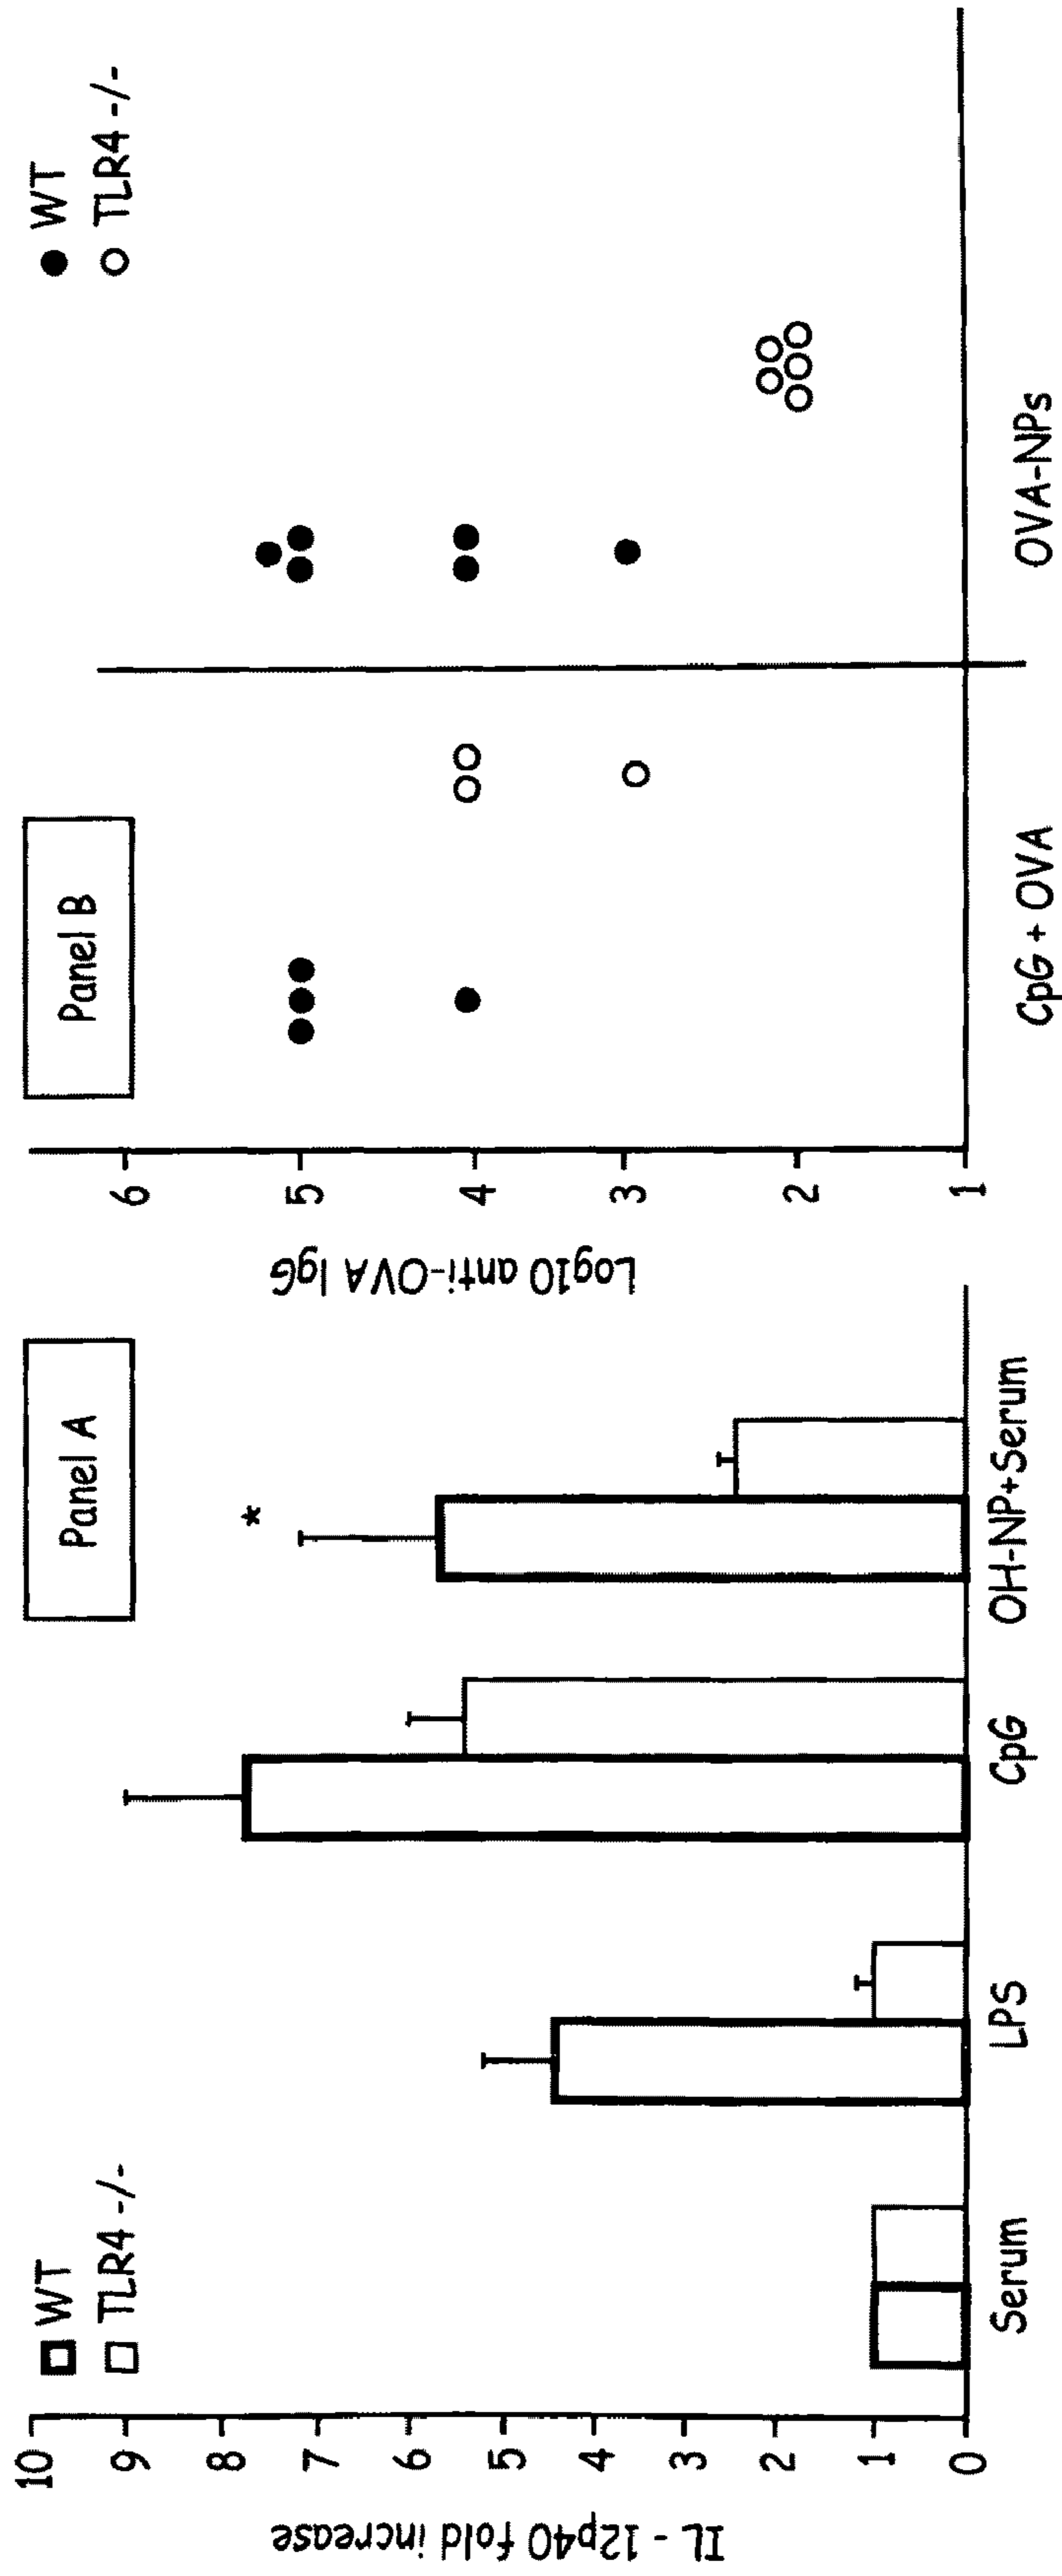 Panel A
WT
TLR4 -/-
IL - 12p40 fold increase
10
9
8
7
6
5
4
3
2
1
0
Serum
LPS
CpG
OH-NP+Serum
*
Panel B
WT
TLR4 -/-
Log10 anti-OVA IgG
6
5
4
3
2
1
CpG + OVA
OVA-NPs